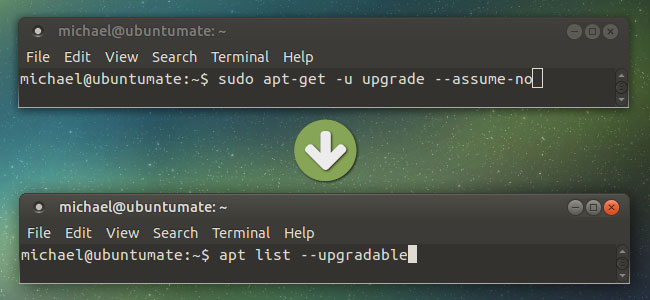 michael@ubuntumate: ~
File Edit View Search Terminal Help
michael@ubuntumate:~$ sudo apt-get -u upgrade --assume-no
michael@ubuntumate: ~
File Edit View Search Terminal Help
michael@ubuntumate:~$ apt list --upgradable